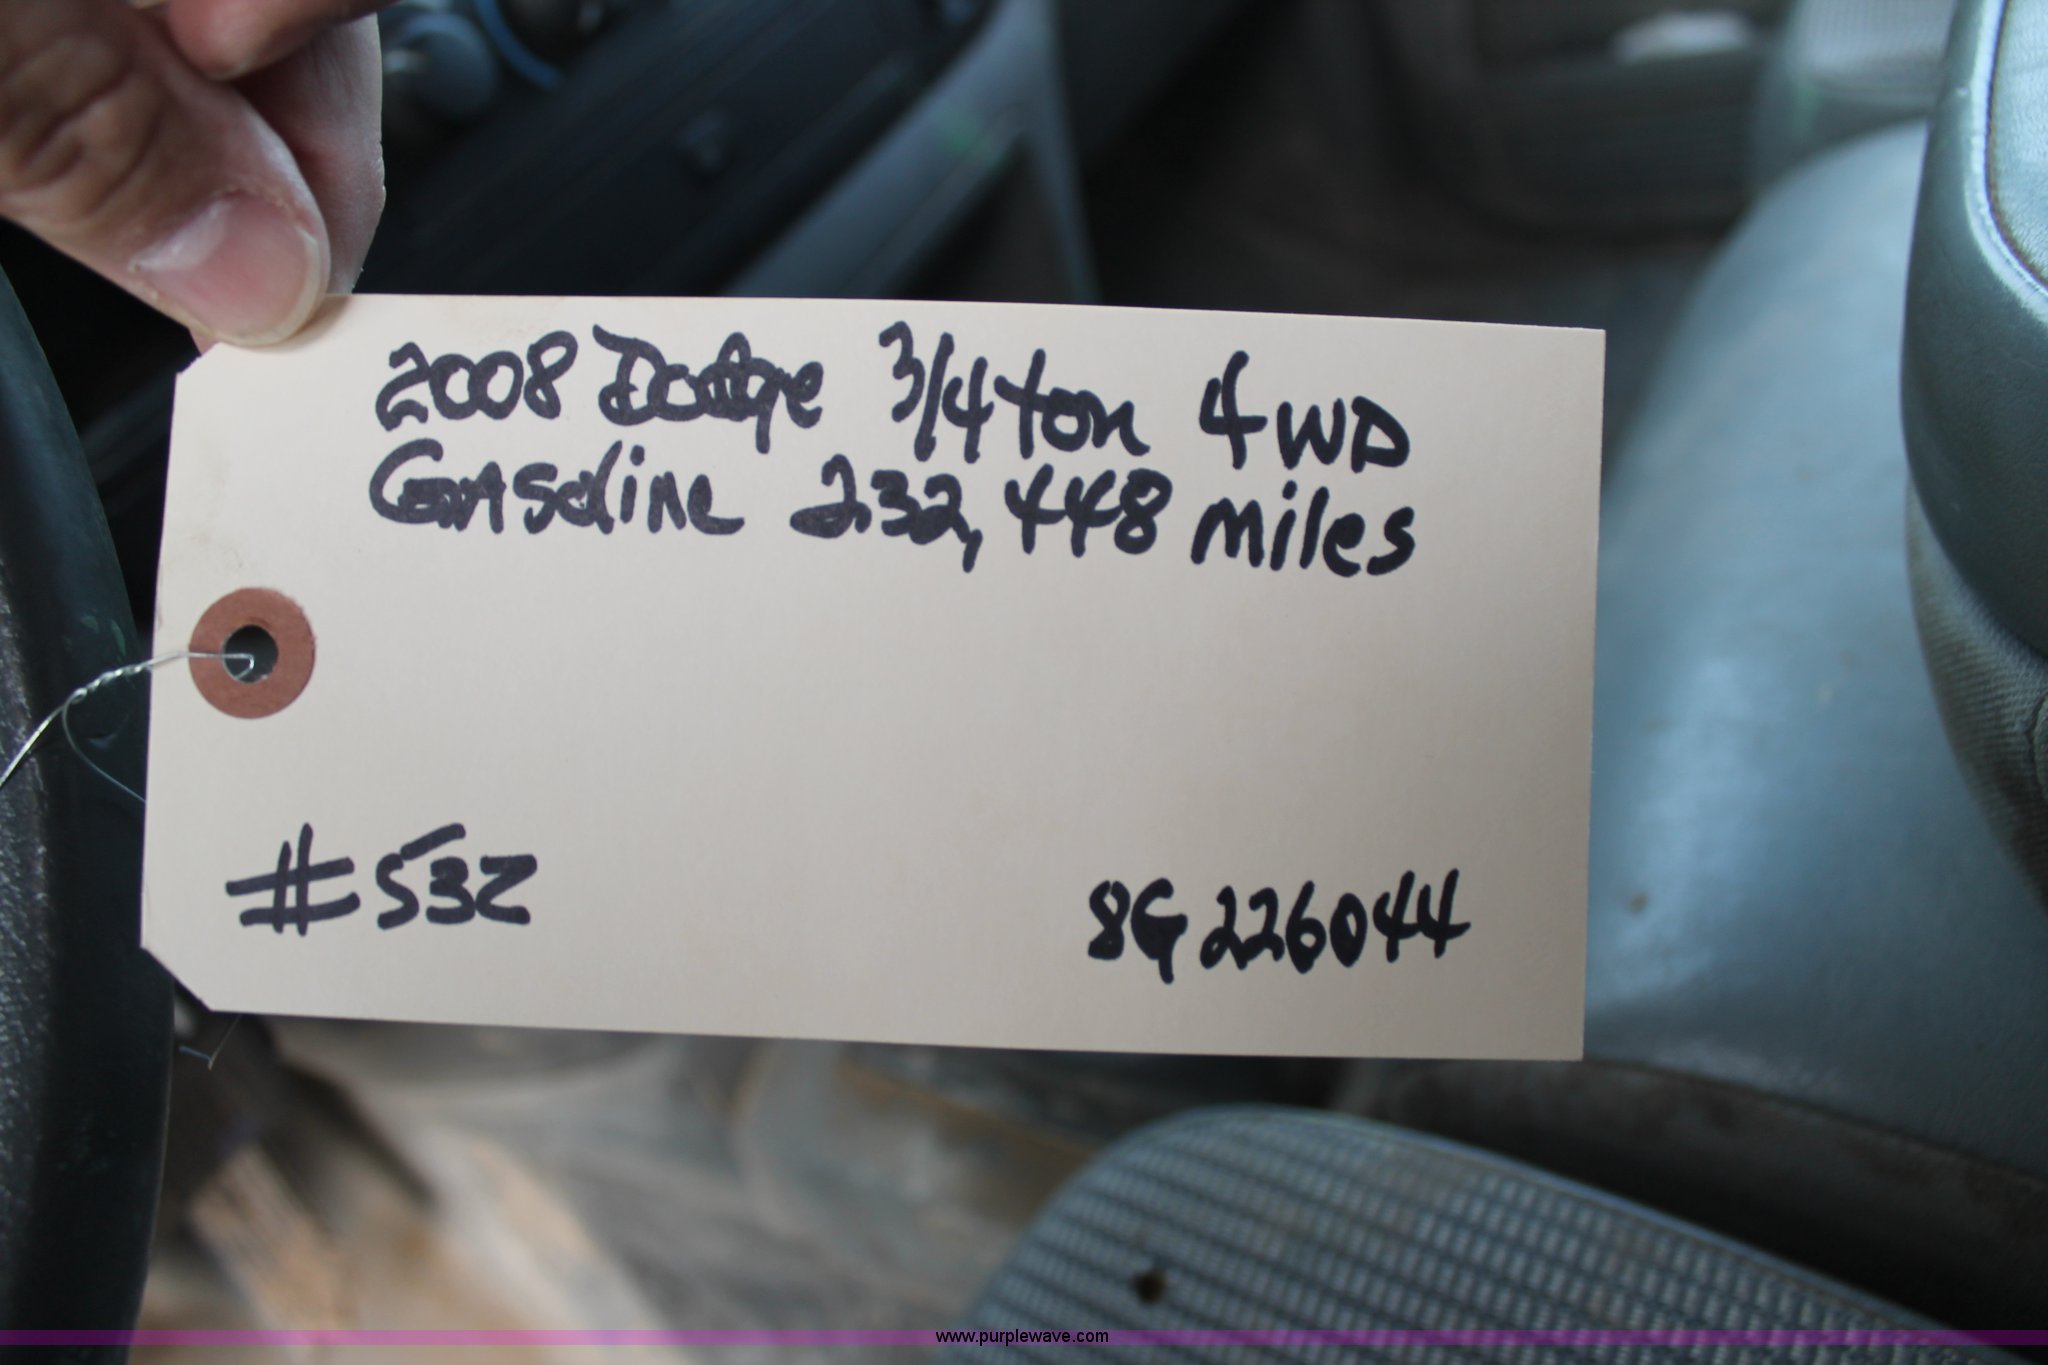 2008 Dodge 3/4 ton 4WD
Gasoline 232,448 miles
#532
8G226044
www.purplewave.com